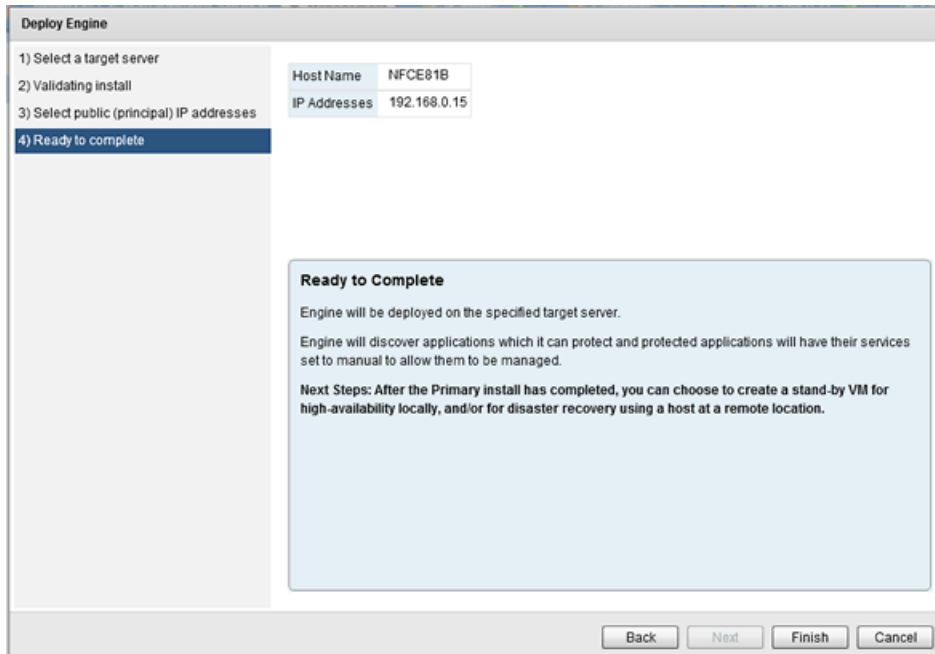 Deploy Engine
1) Select a target server
2) Validating install
3) Select public (principal) IP addresses
4) Ready to complete
Host Name NFCE81B
IP Addresses 192.168.0.15
Ready to Complete
Engine will be deployed on the specified target server.
Engine will discover applications which it can protect and protected applications will have their services
set to manual to allow them to be managed.
Next Steps: After the Primary install has completed, you can choose to create a stand-by VM for
high-availability locally, and/or for disaster recovery using a host at a remote location.
Back Next Finish Cancel